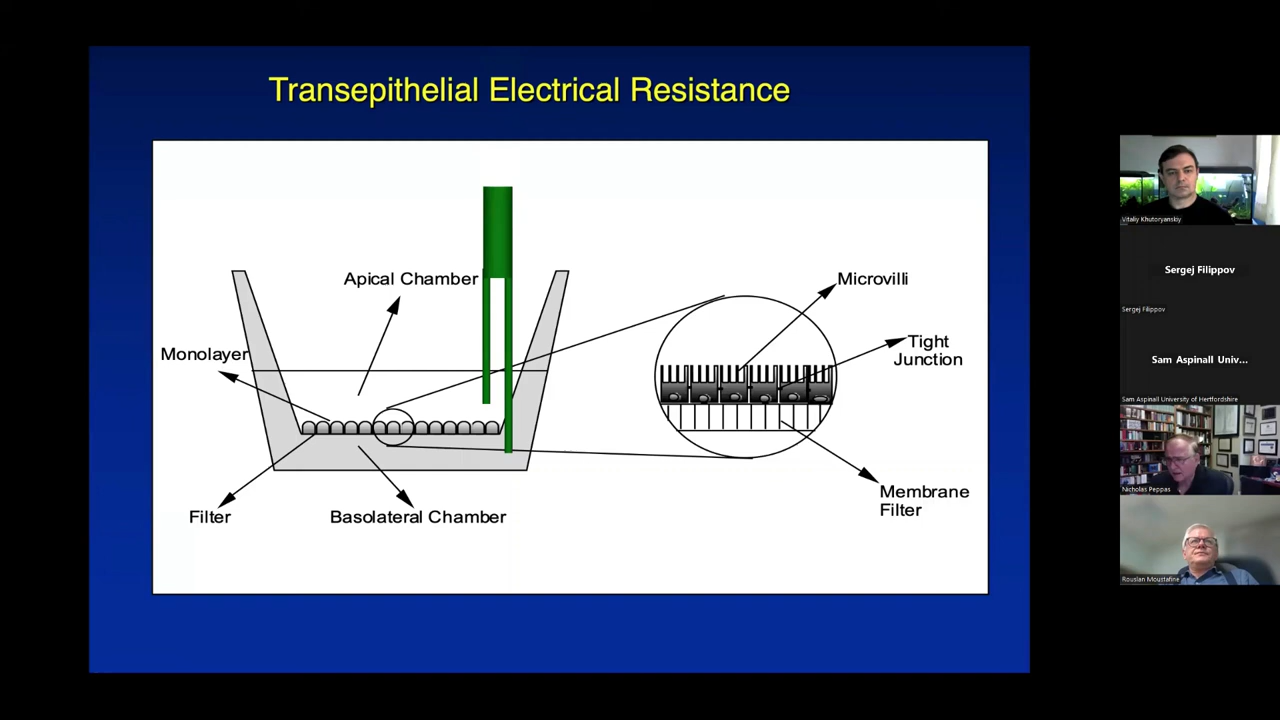 Transepithelial Electrical Resistance
Apical Chamber
Monolayer
Filter
Basolateral Chamber
Microvilli
Tight
Junction
Membrane
Filter
Vitaliy Khutoryanskiy
Sergej Filippov
Sergej Filippov
Sam Aspinall Univ...
Sam Aspinall University of Hertfordshire
Nicholas Peppas
Rouslan Moustafine